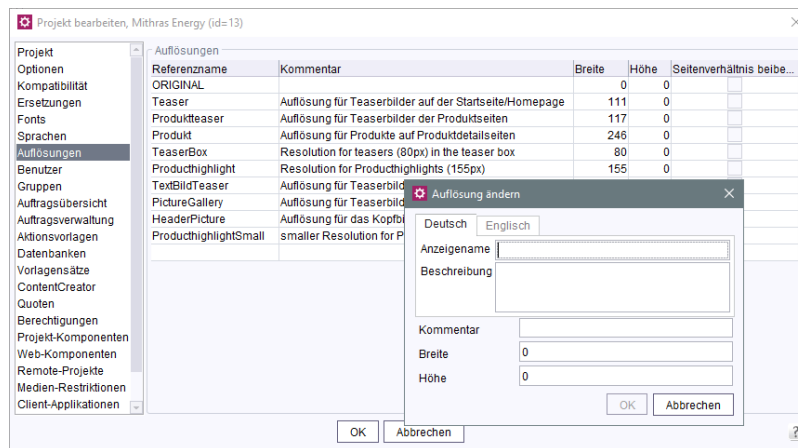 Projekt bearbeiten, Mithras Energy (id=13)
Projekt
Optionen
Kompatibilität
Ersetzungen
Fonts
Sprachen
Auflösungen
Benutzer
Gruppen
Auftragsübersicht
Auftragsverwaltung
Aktionsvorlagen
Datenbanken
Vorlagensätze
ContentCreator
Quoten
Berechtigungen
Projekt-Komponenten
Web-Komponenten
Remote-Projekte
Medien-Restriktionen
Client-Applikationen
Auflösungen
Referenzname Kommentar Breite Höhe Seitenverhältnis beibe...
ORIGINAL 0 0
Teaser Auflösung für Teaserbilder auf der Startseite/Homepage 111 0
Produktteaser Auflösung für Teaserbilder der Produktseiten 117 0
Produkt Auflösung für Produkte auf Produktdetailseiten 246 0
TeaserBox Resolution for teasers (80px) in the teaser box 80 0
Producthighlight Resolution for Producthighlights (155px) 155 0
TextBildTeaser Auflösung für Teaserbild
PictureGallery Auflösung für Teaserbild
HeaderPicture Auflösung für das Kopfbi
ProducthighlightSmall smaller Resolution for P
Auflösung ändern
Deutsch Englisch
Anzeigename
Beschreibung
Kommentar
Breite 0
Höhe 0
OK Abbrechen
OK Abbrechen
?